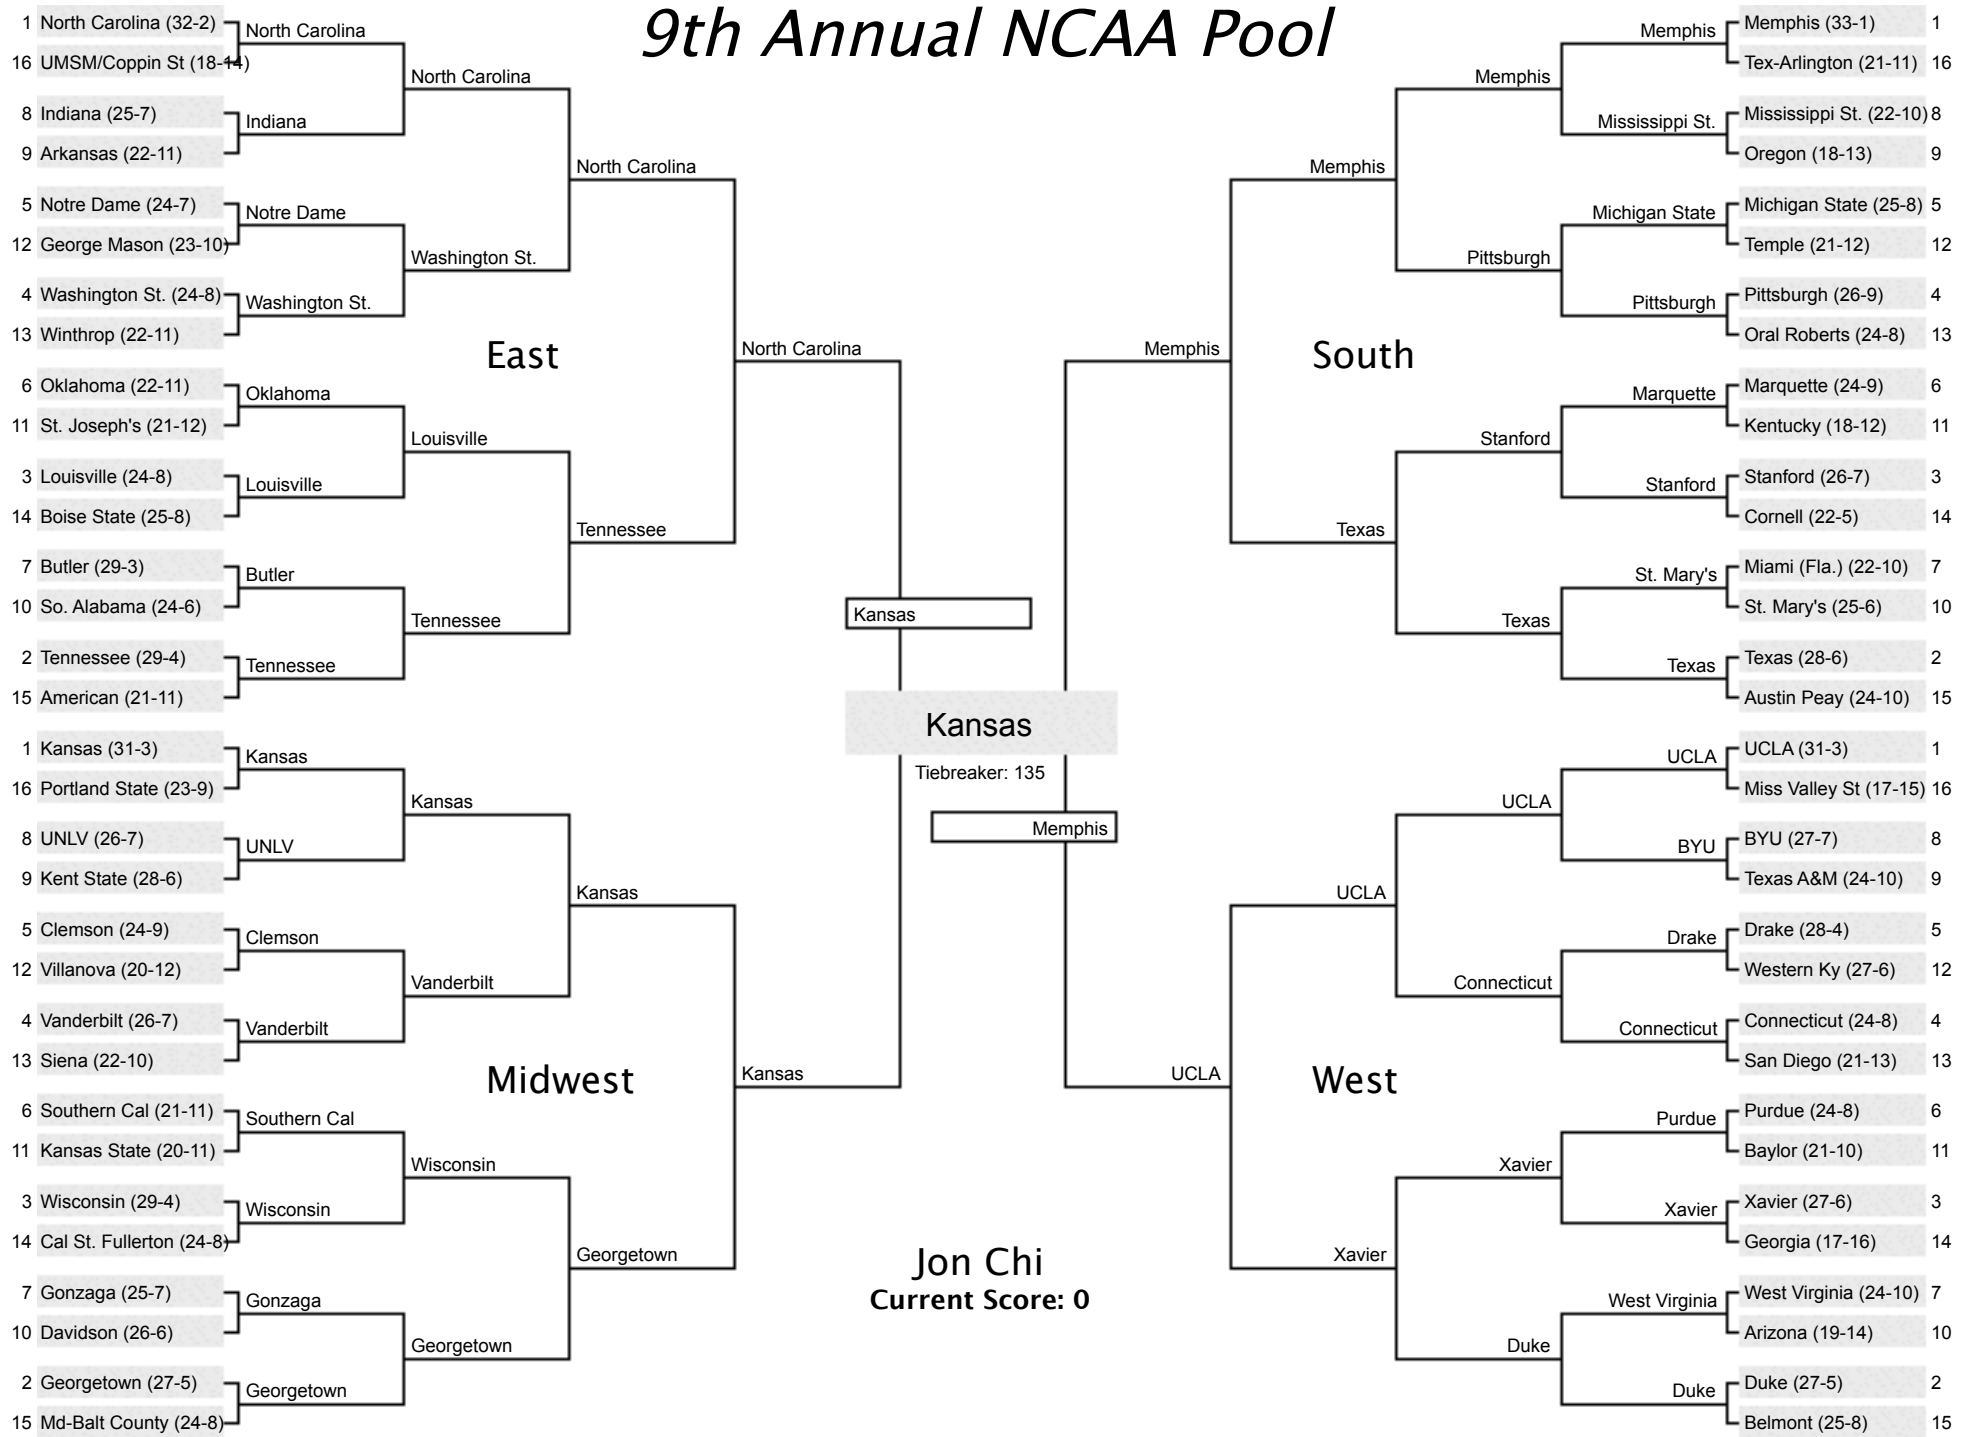 9th Annual NCAA Pool
1 North Carolina (32-2)
16 UMSM/Coppin St (18-14)
8 Indiana (25-7)
9 Arkansas (22-11)
5 Notre Dame (24-7)
12 George Mason (23-10)
4 Washington St. (24-8)
13 Winthrop (22-11)
6 Oklahoma (22-11)
11 St. Joseph's (21-12)
3 Louisville (24-8)
14 Boise State (25-8)
7 Butler (29-3)
10 So. Alabama (24-6)
2 Tennessee (29-4)
15 American (21-11)
North Carolina
Indiana
Notre Dame
Washington St.
Oklahoma
Louisville
Butler
Tennessee
North Carolina
Washington St.
Louisville
Tennessee
North Carolina
Tennessee
East
North Carolina
1 Kansas (31-3)
16 Portland State (23-9)
8 UNLV (26-7)
9 Kent State (28-6)
5 Clemson (24-9)
12 Villanova (20-12)
4 Vanderbilt (26-7)
13 Siena (22-10)
6 Southern Cal (21-11)
11 Kansas State (20-11)
3 Wisconsin (29-4)
14 Cal St. Fullerton (24-8)
7 Gonzaga (25-7)
10 Davidson (26-6)
2 Georgetown (27-5)
15 Md-Balt County (24-8)
Kansas
UNLV
Clemson
Vanderbilt
Southern Cal
Wisconsin
Gonzaga
Georgetown
Kansas
Vanderbilt
Wisconsin
Georgetown
Kansas
Georgetown
Midwest
Kansas
Kansas
Kansas
Tiebreaker: 135
Memphis
Jon Chi
Current Score: 0
Memphis
South
Memphis
Texas
Memphis
Pittsburgh
Stanford
Texas
Memphis
Mississippi St.
Michigan State
Pittsburgh
Marquette
Stanford
St. Mary's
Texas
Memphis (33-1) 1
Tex-Arlington (21-11) 16
Mississippi St. (22-10) 8
Oregon (18-13) 9
Michigan State (25-8) 5
Temple (21-12) 12
Pittsburgh (26-9) 4
Oral Roberts (24-8) 13
Marquette (24-9) 6
Kentucky (18-12) 11
Stanford (26-7) 3
Cornell (22-5) 14
Miami (Fla.) (22-10) 7
St. Mary's (25-6) 10
Texas (28-6) 2
Austin Peay (24-10) 15
UCLA
West
UCLA
Xavier
UCLA
Connecticut
Xavier
Duke
UCLA
BYU
Drake
Connecticut
Purdue
Xavier
West Virginia
Duke
UCLA (31-3) 1
Miss Valley St (17-15) 16
BYU (27-7) 8
Texas A&M (24-10) 9
Drake (28-4) 5
Western Ky (27-6) 12
Connecticut (24-8) 4
San Diego (21-13) 13
Purdue (24-8) 6
Baylor (21-10) 11
Xavier (27-6) 3
Georgia (17-16) 14
West Virginia (24-10) 7
Arizona (19-14) 10
Duke (27-5) 2
Belmont (25-8) 15